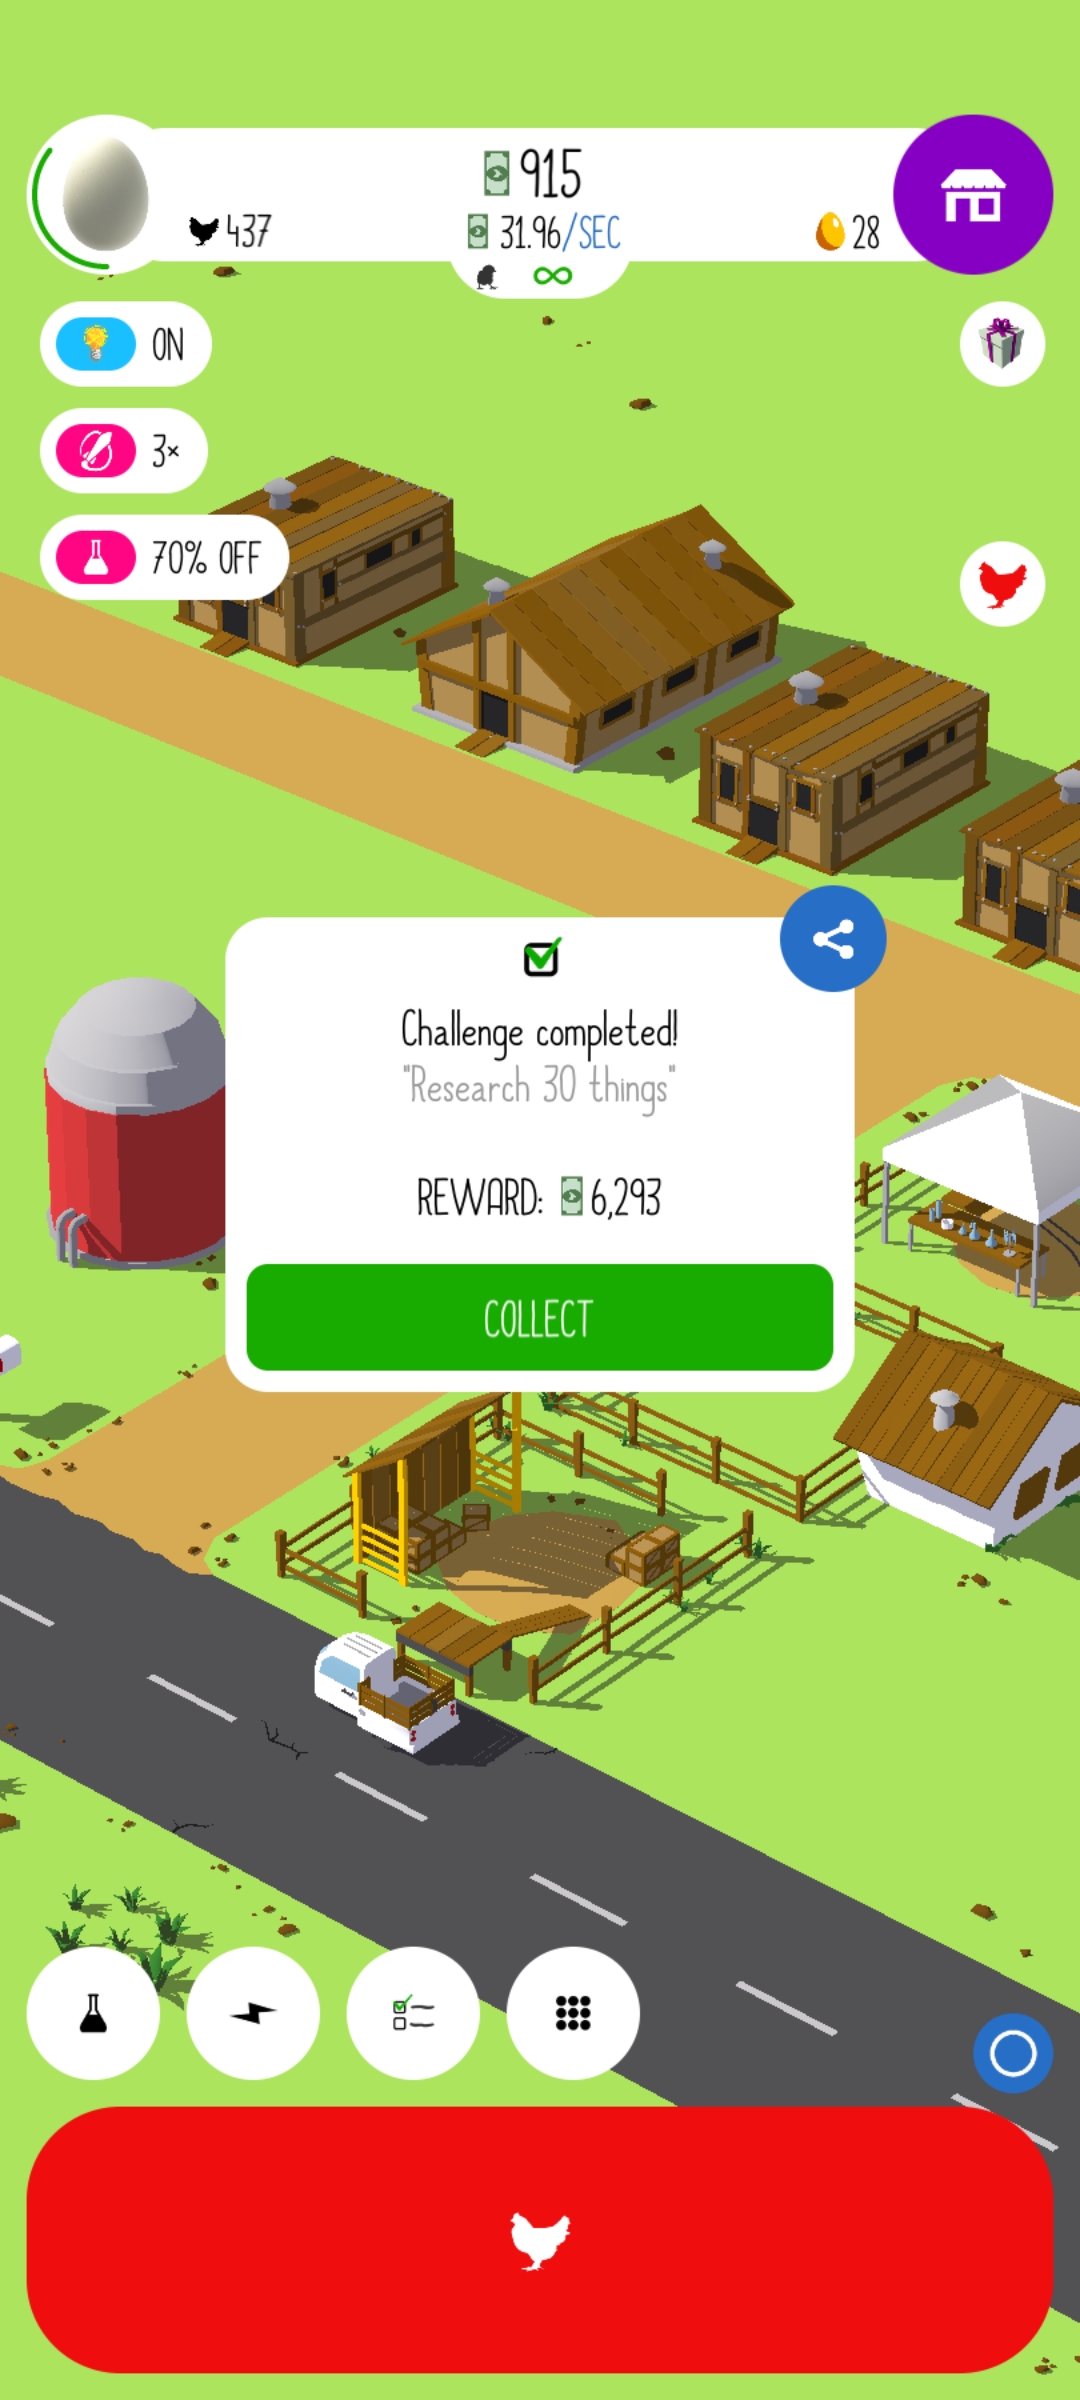 915
437
31.96/SEC
28
ON
3×
70% OFF
Challenge completed!
"Research 30 things"
REWARD: 6,293
COLLECT